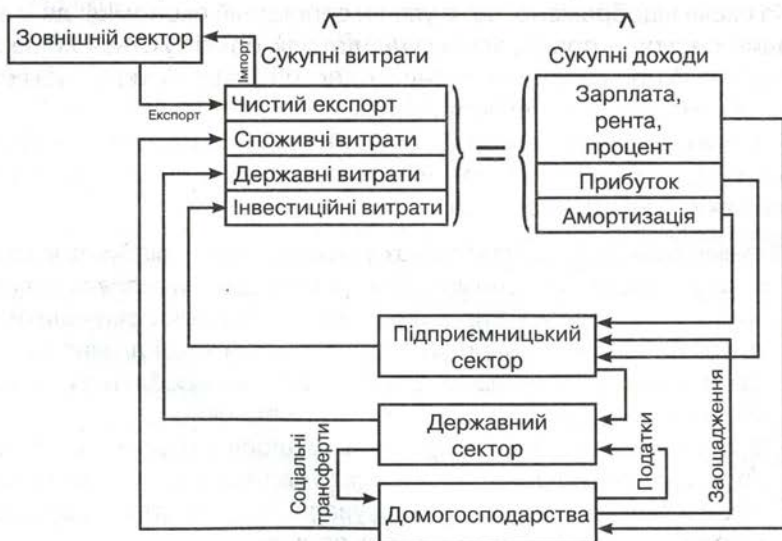 Зовнішній сектор
Імпорт
Експорт
Сукупні витрати
Чистий експорт
Споживчі витрати
Державні витрати
Інвестиційні витрати
=
Сукупні доходи
Зарплата,
рента,
процент
Прибуток
Амортизація
Підприємницький
сектор
Державний
сектор
Соціальні
трансферти
Податки
Заощадження
Домогосподарства